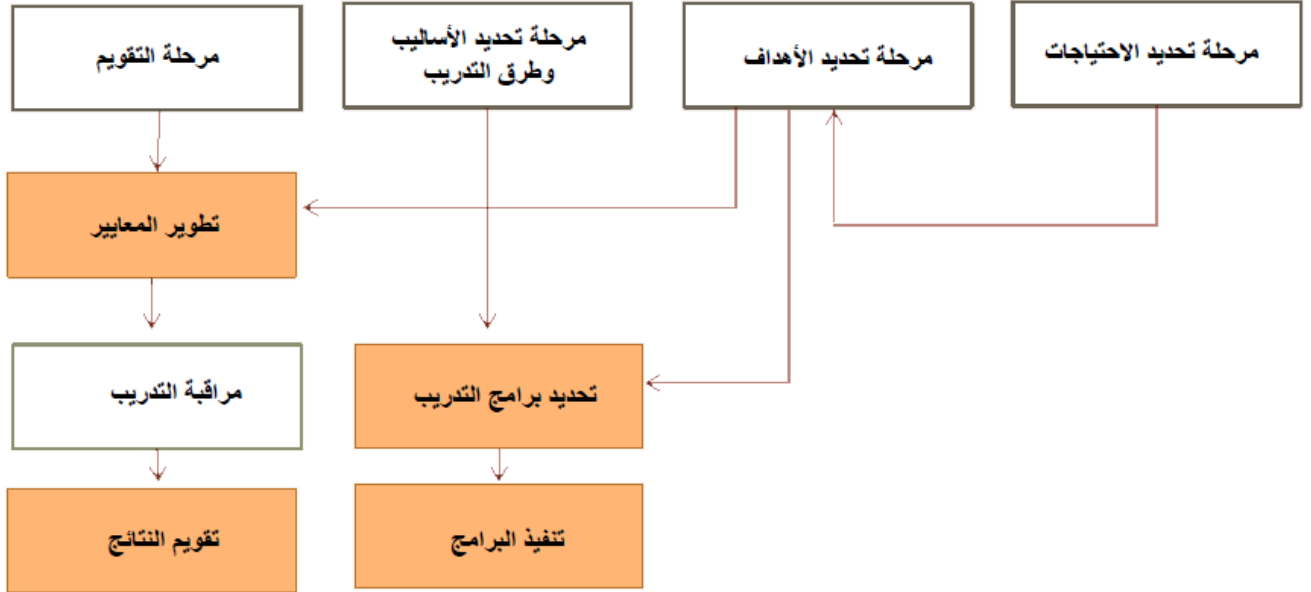 مرحلة تحديد الاحتياجات
مرحلة تحديد الأهداف
مرحلة تحديد الأساليب
وطرق التدريب
مرحلة التقويم
تطوير المعايير
تحديد برامج التدريب
مراقبة التدريب
تنفيذ البرامج
تقويم النتائج